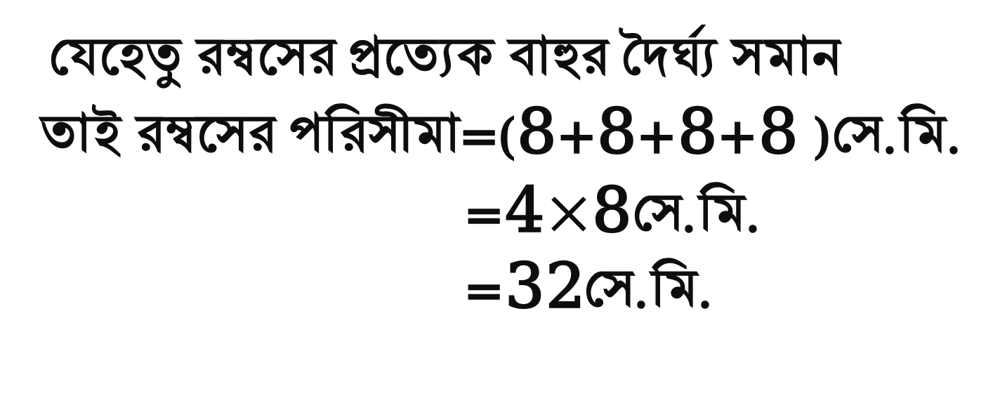 যেহেতু রম্বসের প্রত্যেক বাহুর দৈর্ঘ্য সমান
তাই রম্বসের পরিসীমা=(8+8+8+8 )সে.মি.
=4×8সে.মি.
=32সে.মি.